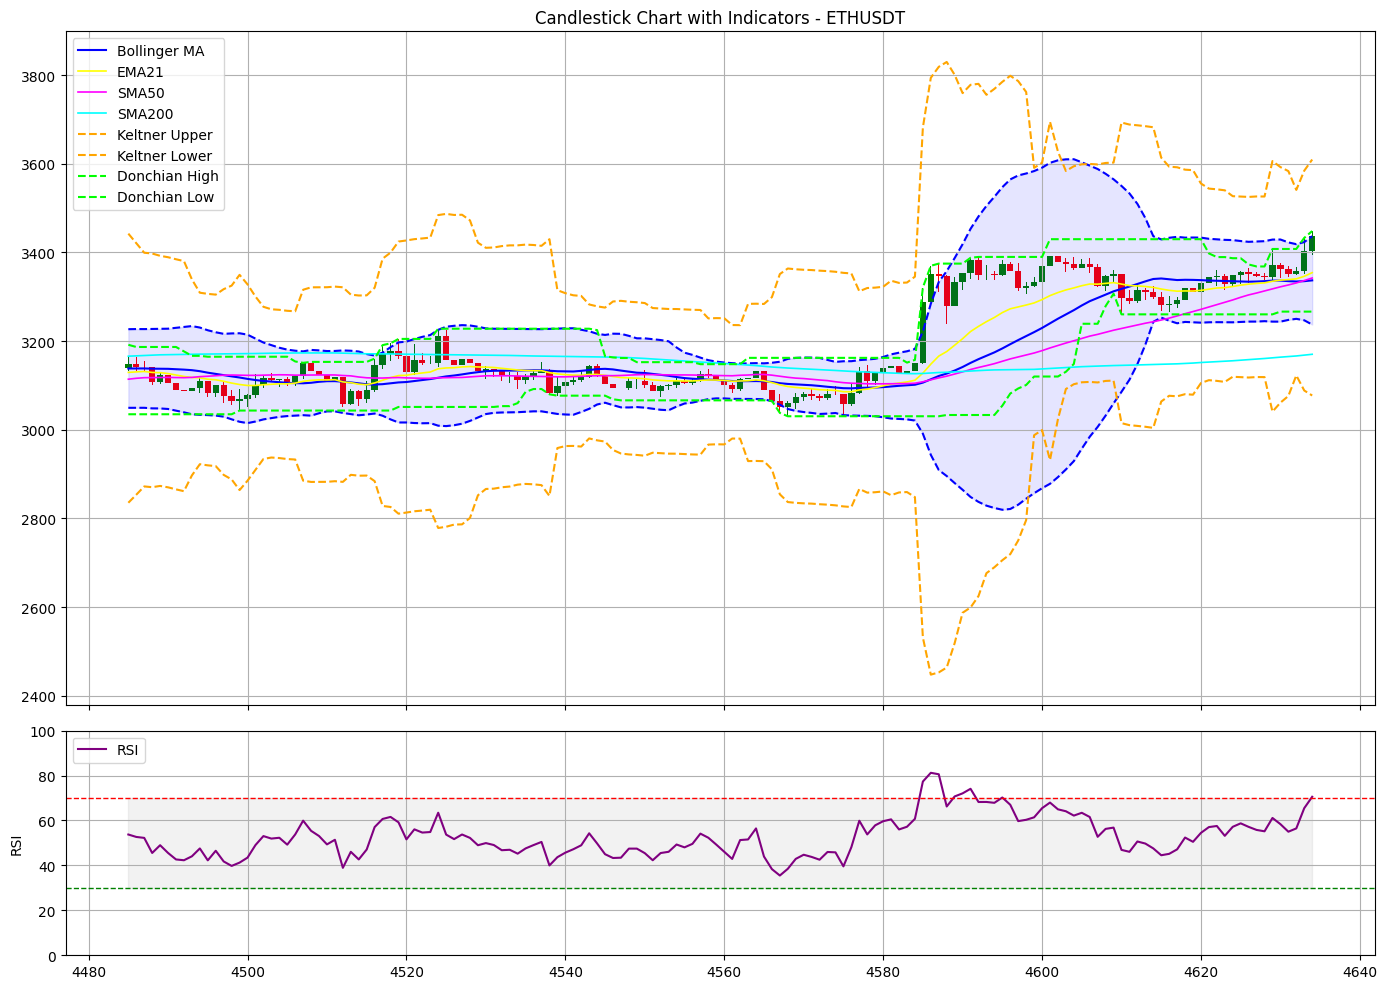 Candlestick Chart with Indicators - ETHUSDT
Bollinger MA
EMA21
SMA50
SMA200
Keltner Upper
Keltner Lower
Donchian High
Donchian Low
3800
3600
3400
3200
3000
2800
2600
2400
RSI
100
80
60
40
20
0
RSI
4480 4500 4520 4540 4560 4580 4600 4620 4640